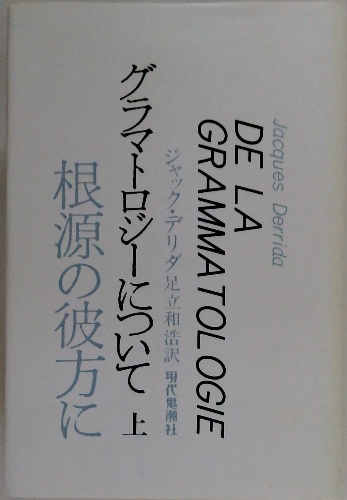 Jacques Derrida
DE LA
GRAMMATOLOGIE
ジャック・デリダ 足立和浩訳 現代思潮社
グラマトロジーについて 上
根源の彼方に